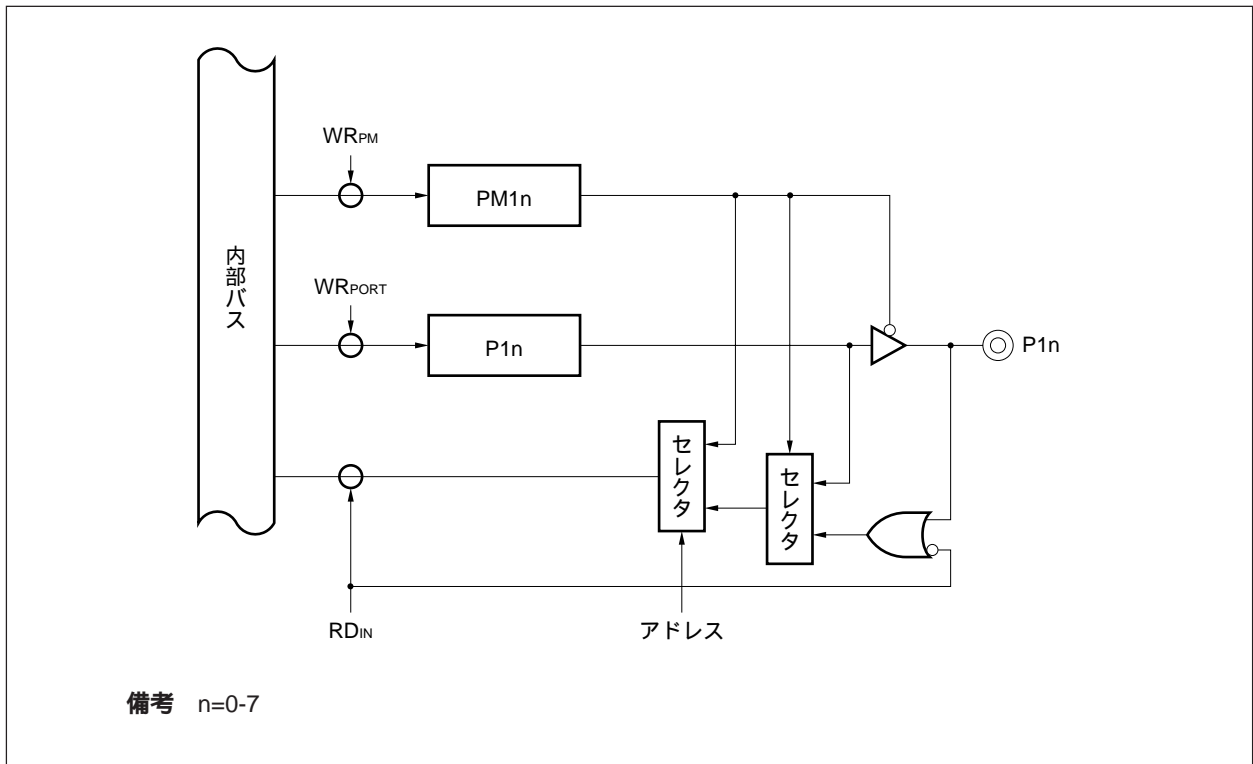 WRPM
PM1n
内部バス
WRPORT
P1n
P1n
セレクタ
セレクタ
RDIN
アドレス
備考 n=0-7